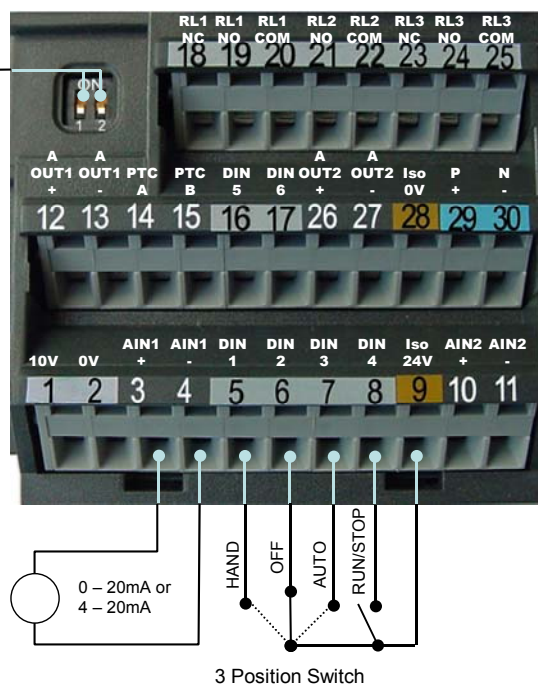 RL1 RL1 RL1 RL2 RL2 RL3 RL3 RL3
NC NO COM NO COM NC NO COM
18 19 20 21 22 23 24 25
ON
1 2
A A A A
OUT1 OUT1 PTC PTC DIN DIN OUT2 OUT2 Iso P N
+ - A B 5 6 + - 0V + -
12 13 14 15 16 17 26 27 28 29 30
AIN1 AIN1 DIN DIN DIN DIN Iso AIN2 AIN2
10V 0V + - 1 2 3 4 24V + -
1 2 3 4 5 6 7 8 9 10 11
0 – 20mA or
4 – 20mA
HAND
OFF
AUTO
RUN/STOP
3 Position Switch